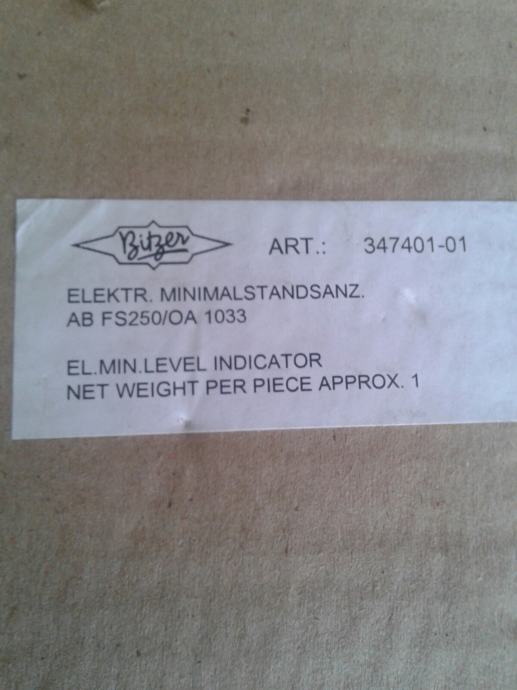 Bitzer ART.: 347401-01
ELEKTR. MINIMALSTANDSANZ.
AB FS250/OA 1033
EL.MIN.LEVEL INDICATOR
NET WEIGHT PER PIECE APPROX. 1